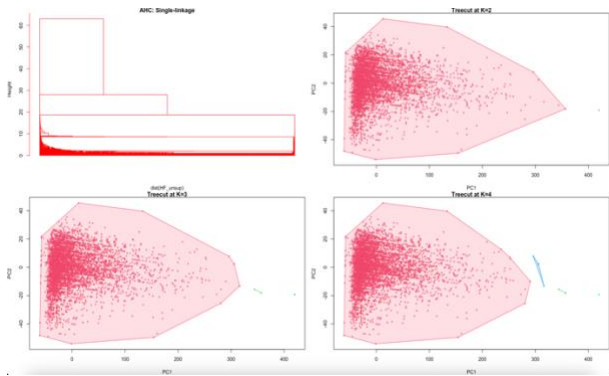 AHC: Single-linkage
Height
0 10 20 30 40 50 60
dist(HF_unsup)
Treecut at K=2
PC2
-40 -20 0 20 40
0 100 200 300 400
PC1
Treecut at K=3
PC2
-40 -20 0 20 40
0 100 200 300 400
PC1
Treecut at K=4
PC2
-40 -20 0 20 40
0 100 200 300 400
PC1